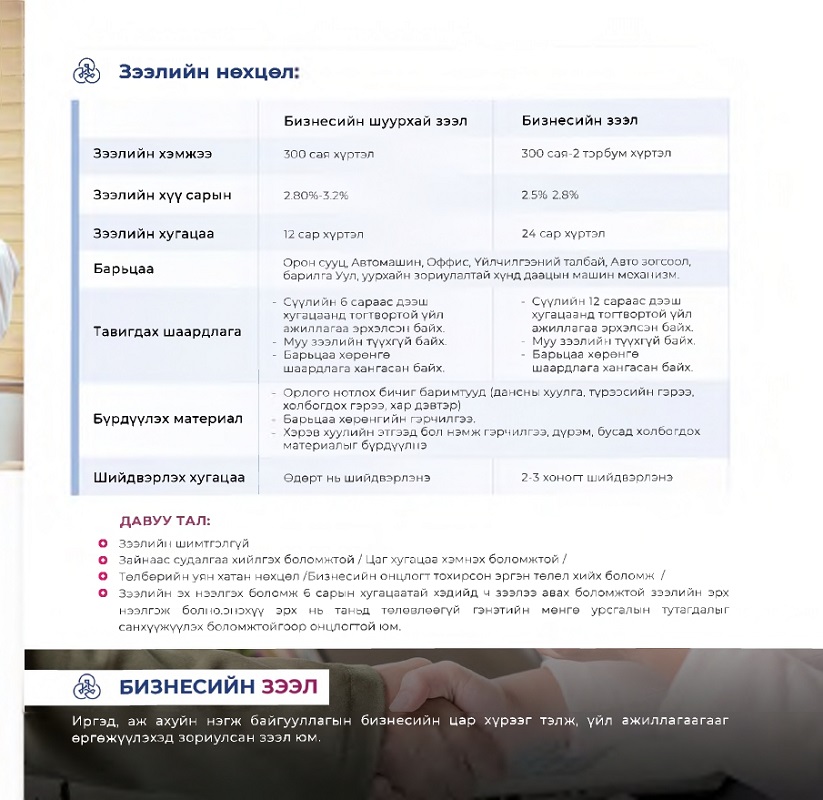 Зээлийн нөхцөл:
Бизнесийн шуурхай зээл
Бизнесийн зээл
Зээлийн хэмжээ
300 сая хүртэл
300 сая-2 тэрбум хүртэл
Зээлийн хүү сарын
2.80%-3.2%
2.5% 2.8%
Зээлийн хугацаа
12 сар хүртэл
24 сар хүртэл
Барьцаа
Орон сууц, Автомашин, Оффис, Үйлчилгээний талбай, Авто зогсоол,
барилга Уул, уурхайн зориулалтай хүнд даацын машин механизм.
Тавигдах шаардлага
- Сүүлийн 6 сараас дээш
хугацаанд тогтвортой үйл
ажиллагаа эрхэлсэн байх.
- Муу зээлийн түүхгүй байх.
- Барьцаа хөрөнгө
шаардлага хангасан байх.
- Сүүлийн 12 сараас дээш
хугацаанд тогтвортой үйл
ажиллагаа эрхэлсэн байх.
- Муу зээлийн түүхгүй байх.
- Барьцаа хөрөнгө
шаардлага хангасан байх.
Бүрдүүлэх материал
- Орлого нотлох бичиг баримтууд (дансны хуулга, түрээсийн гэрээ,
холбогдох гэрээ, хар дэвтэр)
- Барьцаа хөрөнгийн гэрчилгээ.
- Хэрэв хуулийн этгээд бол нэмж гэрчилгээ, дүрэм, бусад холбогдох
материалыг бүрдүүлнэ
Шийдвэрлэх хугацаа
Өдөрт нь шийдвэрлэнэ
2-3 хоногт шийдвэрлэнэ
ДАВУУ ТАЛ:
Зээлийн шимтгэлгүй
Зайнаас судалгаа хийлгэх боломжтой / Цаг хугацаа хэмнэх боломжтой /
Төлбөрийн уян хатан нөхцөл /Бизнесийн онцлогт тохирсон эргэн төлөл хийх боломж /
Зээлийн эх нээлгэх боломж 6 сарын хугацаатай хэдийд ч зээлээ авах боломжтой зээлийн эрх
нээлгэж болно.энэхүү эрх нь таньд төлөвлөөгүй гэнэтийн мөнгө урсгалын тутагдалыг
санхүүжүүлэх боломжтойгоор онцлогтой юм.
БИЗНЕСИЙН ЗЭЭЛ
Иргэд, аж ахуйн нэгж байгууллагын бизнесийн цар хүрээг тэлж, үйл ажиллагаагааг
өргөжүүлэхэд зориулсан зээл юм.